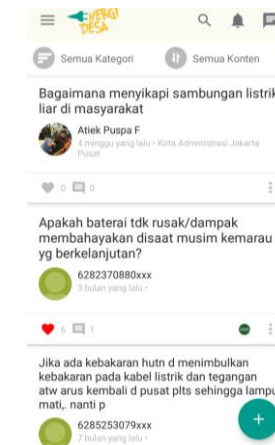 ENERGI
DESA
Semua Kategori
Semua Konten
Bagaimana menyikapi sambungan listrik
liar di masyarakat
Atiek Puspa F
4 minggu yang lalu • Kota Administrasi Jakarta
Pusat
0 0
Apakah baterai tdk rusak/dampak
membahayakan disaat musim kemarau
yg berkelanjutan?
6282370880xxx
3 bulan yang lalu •
6 1
Jika ada kebakaran hutn d menimbulkan
kebakaran pada kabel listrik dan tegangan
atw arus kembali d pusat plts sehingga lampu
mati,. nanti p
6285253079xxx
7 bulan yang lalu •